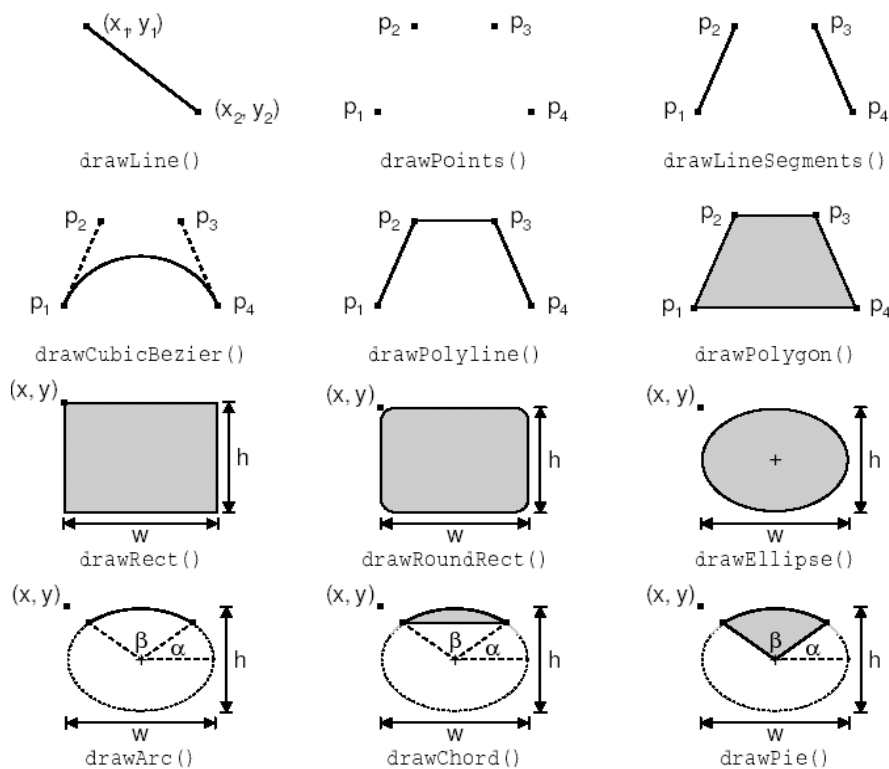 (x1, y1)
(x2, y2)
drawLine()
p2 p3
p1 p4
drawPoints()
p2 p3
p1 p4
drawLineSegments()
p2 p3
p1 p4
drawCubicBezier()
p2 p3
p1 p4
drawPolyline()
p2 p3
p1 p4
drawPolygon()
(x, y)
h
w
drawRect()
(x, y)
h
w
drawRoundRect()
(x, y)
h
w
drawEllipse()
(x, y)
β
α
h
w
drawArc()
(x, y)
β
α
h
w
drawChord()
(x, y)
β
α
h
w
drawPie()